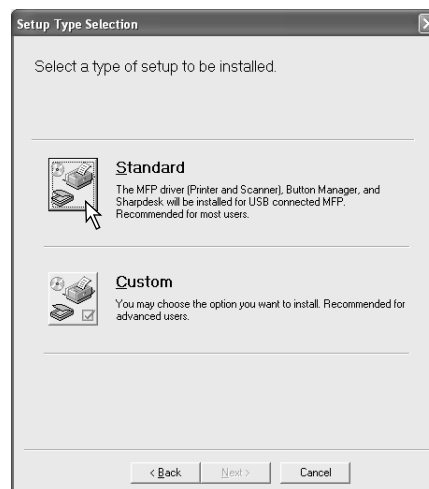 Setup Type Selection
Select a type of setup to be installed.
Standard
The MFP driver (Printer and Scanner), Button Manager, and
Sharpdesk will be installed for USB connected MFP.
Recommended for most users.
Custom
You may choose the option you want to install. Recommended for
advanced users.
< Back
Next >
Cancel